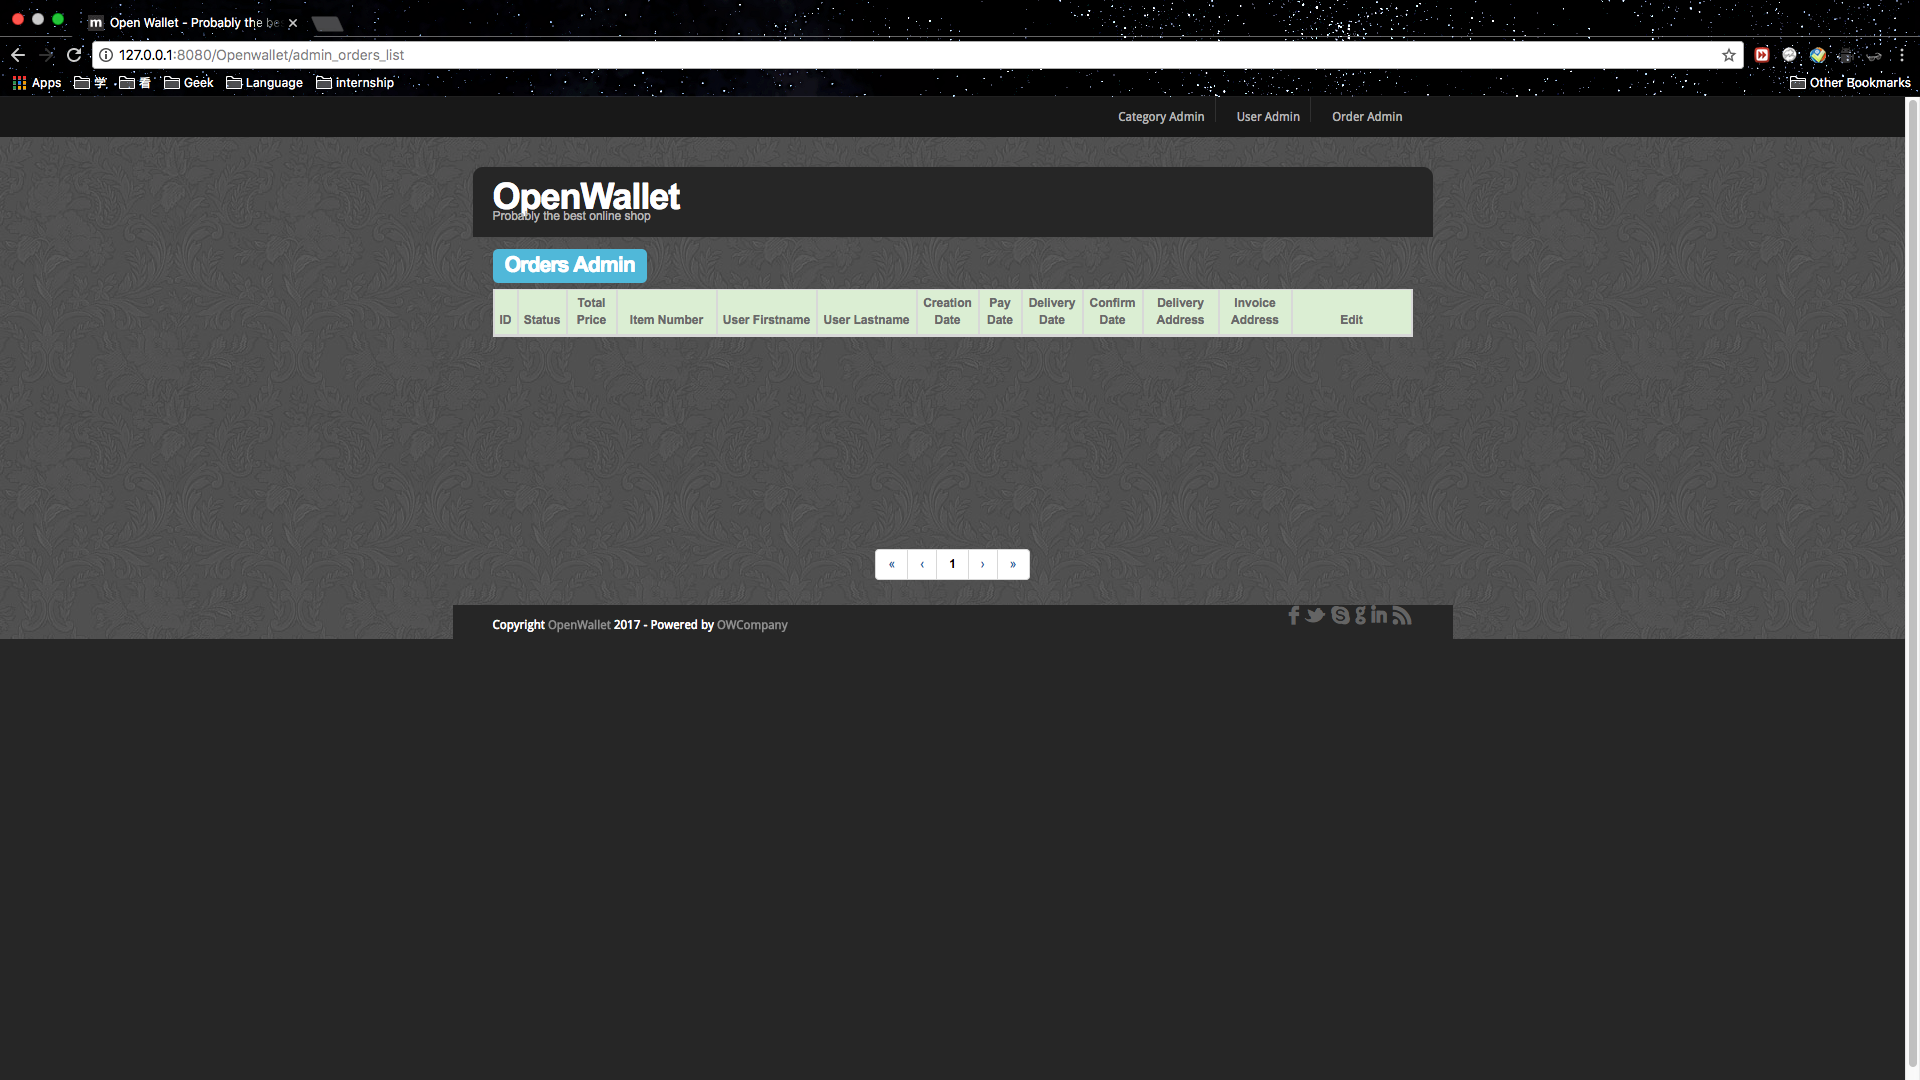 m Open Wallet - Probably the be
127.0.0.1:8080/Openwallet/admin_orders_list
Apps 学. 看 Geek Language internship Other Bookmarks
Category Admin User Admin Order Admin
OpenWallet
Probably the best online shop
Orders Admin
ID Status Total Price Item Number User Firstname User Lastname Creation Date Pay Date Delivery Date Confirm Date Delivery Address Invoice Address Edit
« ‹ 1 › »
Copyright OpenWallet 2017 - Powered by OWCompany